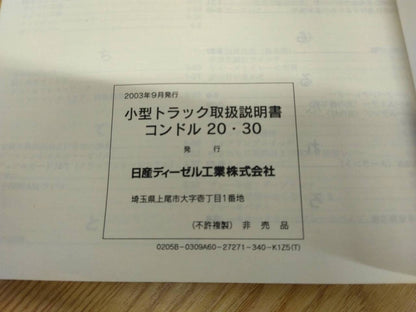 2003年9月発行
小型トラック取扱説明書
コンドル 20・30
発 行
日産ディーゼル工業株式会社
埼玉県上尾市大字壱丁目1番地
(不許複製) 非 売 品
0205B-0309A60-27271-340-K1Z5(T)